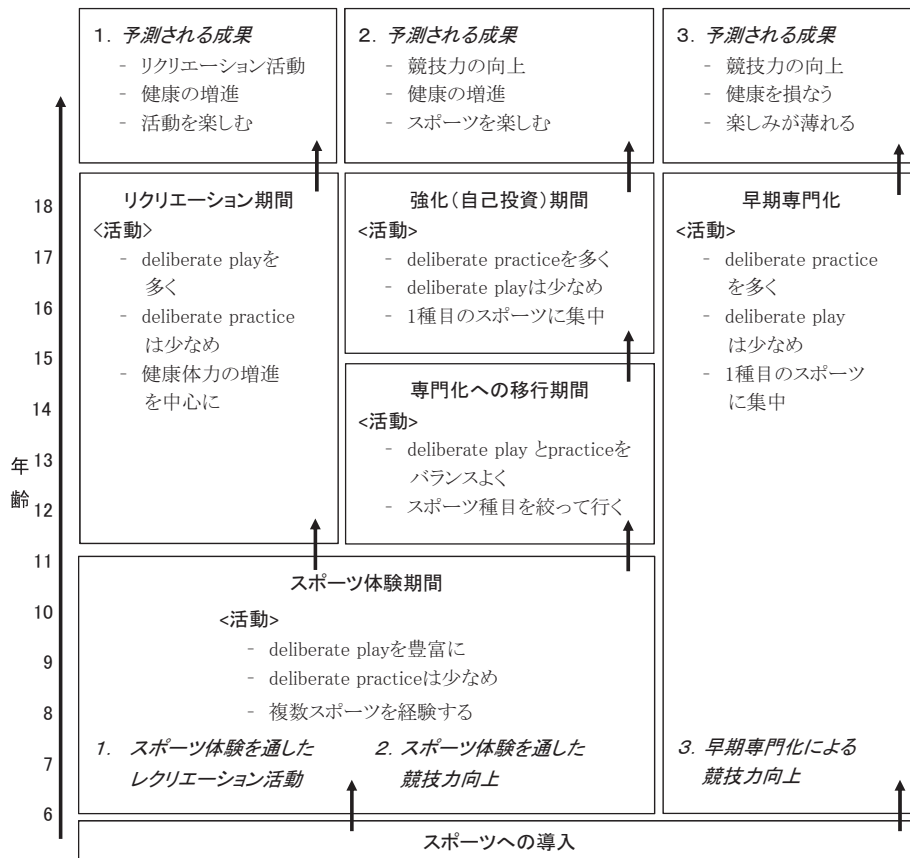 1. 予測される成果
- リクリエーション活動
- 健康の増進
- 活動を楽しむ
2. 予測される成果
- 競技力の向上
- 健康の増進
- スポーツを楽しむ
3. 予測される成果
- 競技力の向上
- 健康を損なう
- 楽しみが薄れる
年
齢
18
17
16
15
14
13
12
11
10
9
8
7
6
リクリエーション期間
<活動>
- deliberate playを
多く
- deliberate practice
は少なめ
- 健康体力の増進
を中心に
強化(自己投資)期間
<活動>
- deliberate practiceを多く
- deliberate playは少なめ
- 1種目のスポーツに集中
専門化への移行期間
<活動>
- deliberate play とpracticeを
バランスよく
- スポーツ種目を絞って行く
早期専門化
<活動>
- deliberate practice
を多く
- deliberate play
は少なめ
- 1種目のスポーツ
に集中
スポーツ体験期間
<活動>
- deliberate playを豊富に
- deliberate practiceは少なめ
- 複数スポーツを経験する
1. スポーツ体験を通した
レクリエーション活動
2. スポーツ体験を通した
競技力向上
3. 早期専門化による
競技力向上
スポーツへの導入